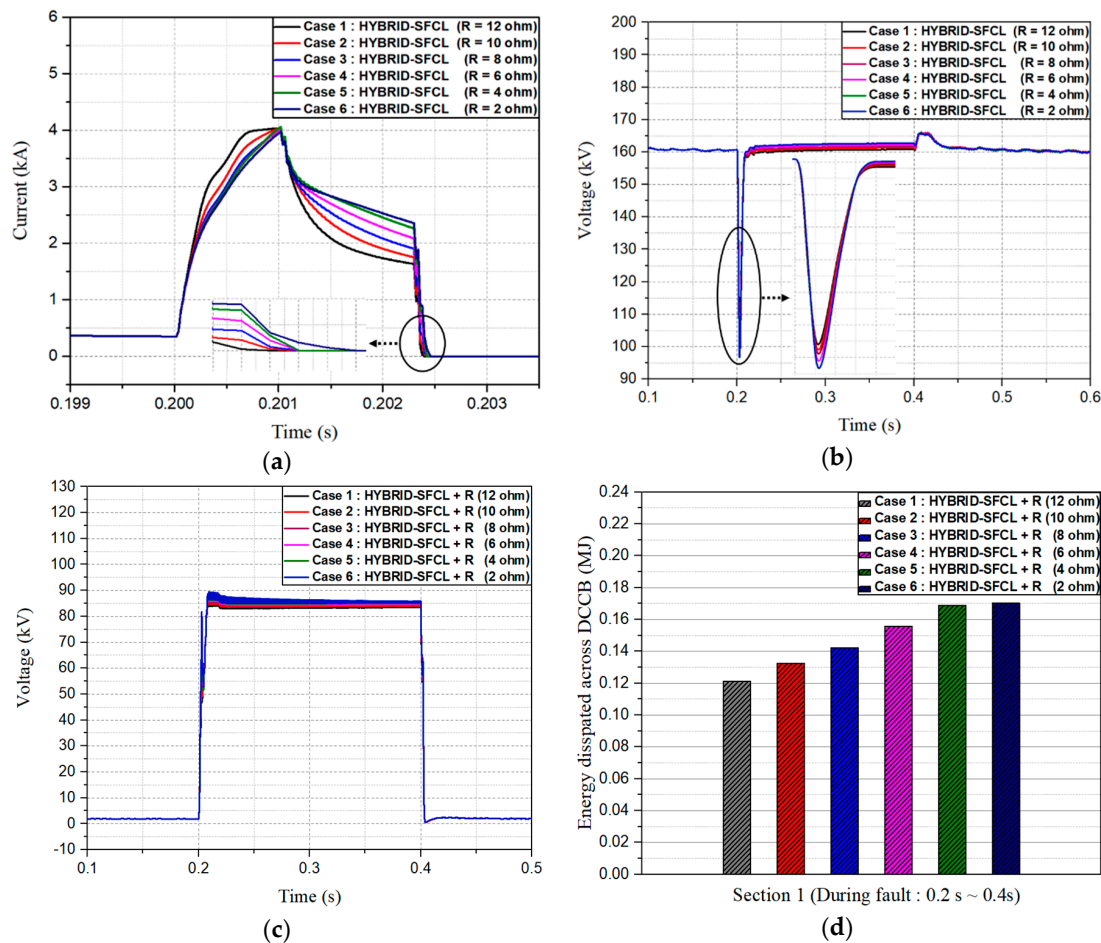 Case 1 : HYBRID-SFCL (R = 12 ohm)
Case 2 : HYBRID-SFCL (R = 10 ohm)
Case 3 : HYBRID-SFCL (R = 8 ohm)
Case 4 : HYBRID-SFCL (R = 6 ohm)
Case 5 : HYBRID-SFCL (R = 4 ohm)
Case 6 : HYBRID-SFCL (R = 2 ohm)
6
5
4
3
2
1
0
Current (kA)
0.199
0.200
0.201
0.202
0.203
Time (s)
(a)
Case 1 : HYBRID-SFCL (R = 12 ohm)
Case 2 : HYBRID-SFCL (R = 10 ohm)
Case 3 : HYBRID-SFCL (R = 8 ohm)
Case 4 : HYBRID-SFCL (R = 6 ohm)
Case 5 : HYBRID-SFCL (R = 4 ohm)
Case 6 : HYBRID-SFCL (R = 2 ohm)
200
190
180
170
160
150
140
130
120
110
100
90
Voltage (kV)
0.1
0.2
0.3
0.4
0.5
0.6
Time (s)
(b)
Case 1 : HYBRID-SFCL + R (12 ohm)
Case 2 : HYBRID-SFCL + R (10 ohm)
Case 3 : HYBRID-SFCL + R (8 ohm)
Case 4 : HYBRID-SFCL + R (6 ohm)
Case 5 : HYBRID-SFCL + R (4 ohm)
Case 6 : HYBRID-SFCL + R (2 ohm)
130
120
110
100
90
80
70
60
50
40
30
20
10
0
-10
Voltage (kV)
0.1
0.2
0.3
0.4
0.5
Time (s)
(c)
Case 1 : HYBRID-SFCL + R (12 ohm)
Case 2 : HYBRID-SFCL + R (10 ohm)
Case 3 : HYBRID-SFCL + R (8 ohm)
Case 4 : HYBRID-SFCL + R (6 ohm)
Case 5 : HYBRID-SFCL + R (4 ohm)
Case 6 : HYBRID-SFCL + R (2 ohm)
0.24
0.22
0.20
0.18
0.16
0.14
0.12
0.10
0.08
0.06
0.04
0.02
0.00
Energy disspated across DCCB (MJ)
Section 1 (During fault : 0.2 s ~ 0.4s)
(d)